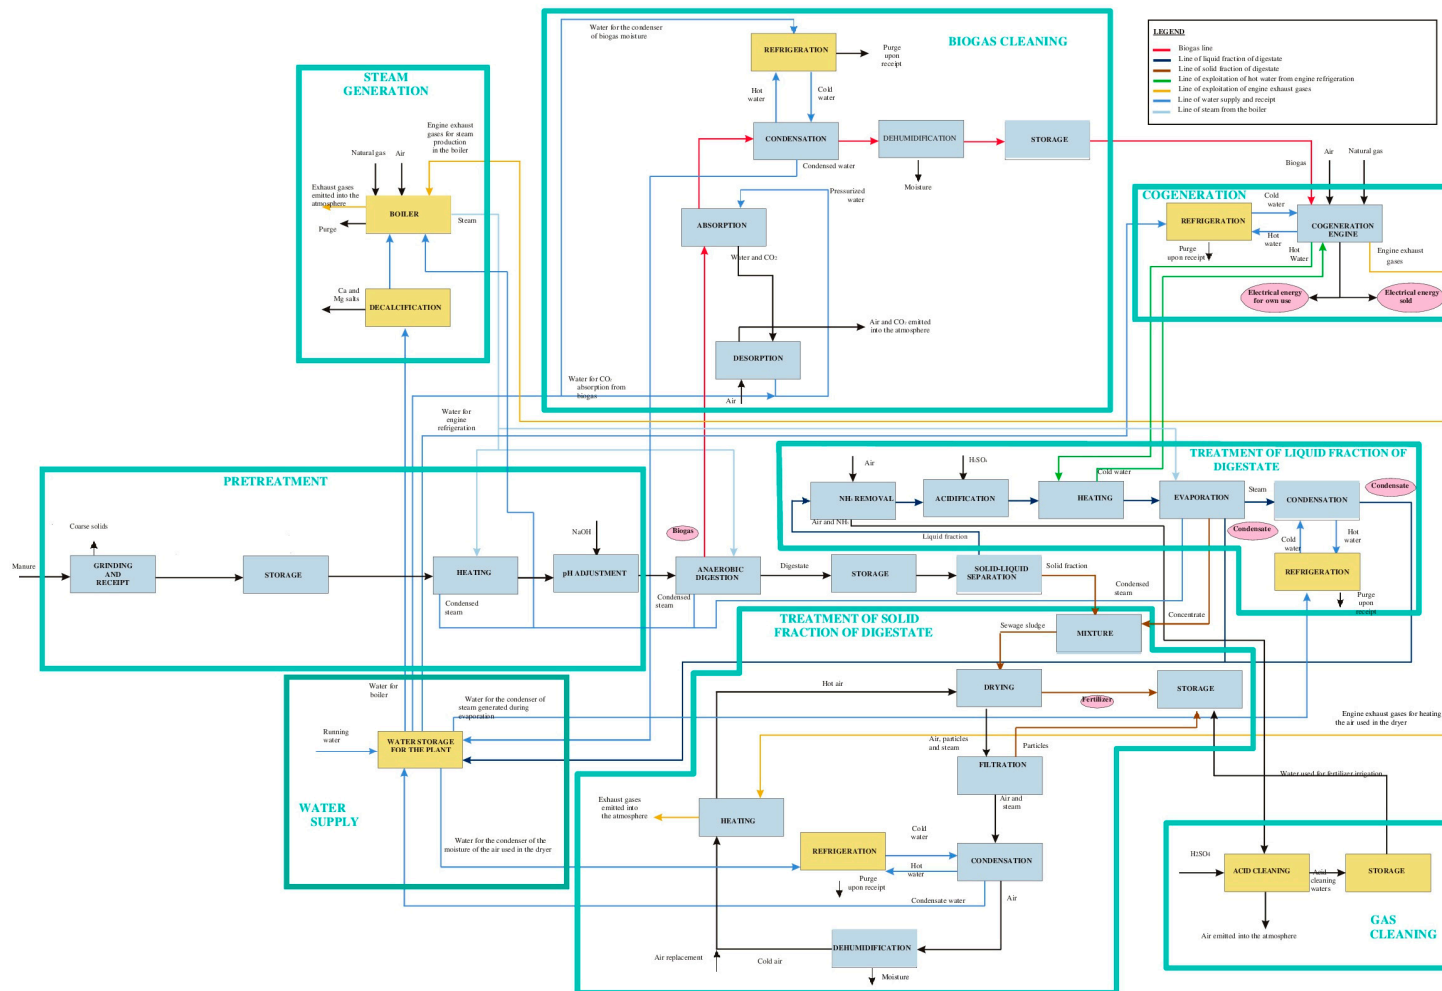 LEGEND
Biogas line
Line of liquid fraction of digestate
Line of solid fraction of digestate
Line of exploitation of hot water from engine refrigeration
Line of exploitation of engine exhaust gases
Line of water supply and receipt
Line of steam from the boiler
STEAM
GENERATION
Engine exhaust
gases for steam
production
in the boiler
Natural gas
Air
Exhaust gases
emitted into the
atmosphere
BOILER
Steam
Purge
Ca and
Mg salts
DECALCIFICATION
BIOGAS CLEANING
Water for the condenser
of biogas moisture
REFRIGERATION
Purge
upon
receipt
Hot
water
Cold
water
CONDENSATION
DEHUMIDIFICATION
STORAGE
Condensed water
Moisture
Pressurized
water
ABSORPTION
Water and CO2
Air and CO2 emitted
into the atmosphere
DESORPTION
Water for CO2
absorption from
biogas
Air
Biogas
Air
Natural gas
COGENERATION
Cold
water
REFRIGERATION
COGENERATION
ENGINE
Hot
water
Purge
upon receipt
Hot
Water
Engine exhaust
gases
Electrical energy
for own use
Electrical energy
sold
Water for
engine
refrigeration
PRETREATMENT
Coarse solids
Manure
GRINDING
AND
RECEIPT
STORAGE
HEATING
NaOH
pH ADJUSTMENT
Condensed
steam
Biogas
ANAEROBIC
DIGESTION
Condensed
steam
Digestate
STORAGE
SOLID-LIQUID
SEPARATION
Solid fraction
Liquid fraction
TREATMENT OF LIQUID FRACTION OF
DIGESTATE
Air
H2SO4
Cold water
NH3 REMOVAL
ACIDIFICATION
HEATING
EVAPORATION
Steam
CONDENSATION
Condensate
Air and NH3
Condensate
Cold
water
Hot
water
REFRIGERATION
Purge
upon
receipt
Condensed
steam
Concentrate
TREATMENT OF SOLID
FRACTION OF DIGESTATE
Sewage sludge
MIXTURE
Hot air
DRYING
Fertilizer
STORAGE
Air, particles
and steam
Particles
FILTRATION
Air and
steam
Exhaust gases
emitted into
the atmosphere
HEATING
REFRIGERATION
Cold
water
Hot
water
CONDENSATION
Purge
upon receipt
Condensate water
Air
DEHUMIDIFICATION
Air replacement
Cold air
Moisture
Water for
boiler
Water for the condenser of
steam generated during
evaporation
Running
water
WATER STORAGE
FOR THE PLANT
WATER
SUPPLY
Water for the condenser of the
moisture of the air used in the dryer
Engine exhaust gases for heating
the air used in the dryer
Water used for fertilizer irrigation
H2SO4
ACID CLEANING
Acid
cleaning
waters
STORAGE
Air emitted into the atmosphere
GAS
CLEANING